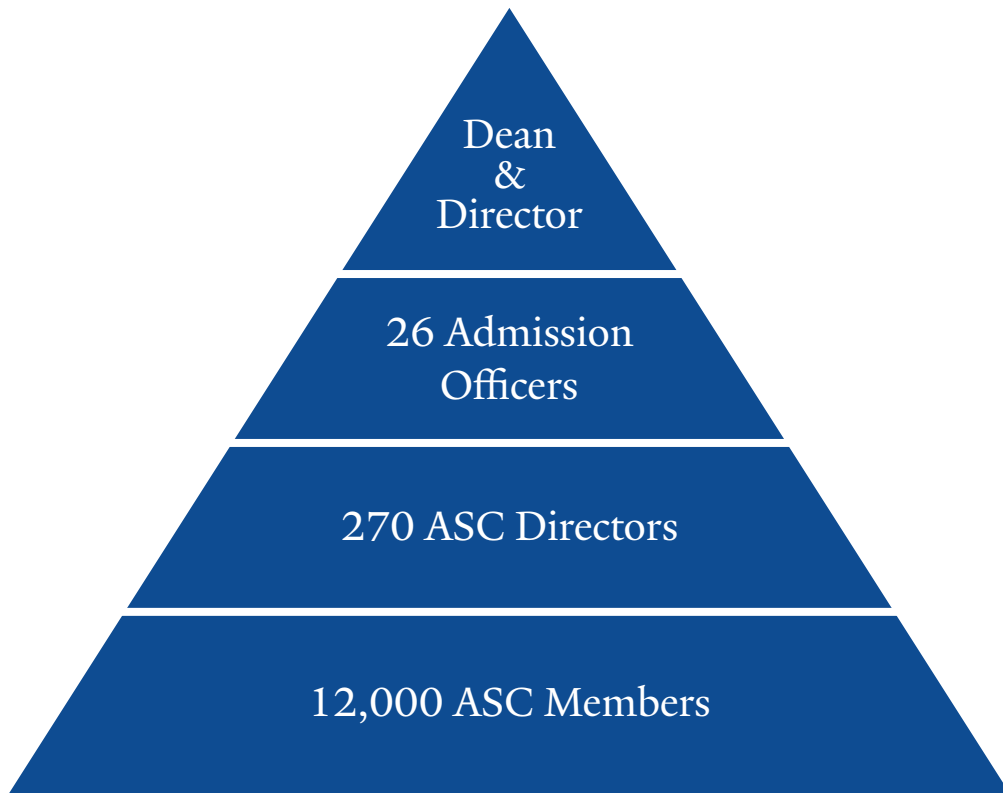 Dean
&
Director
26 Admission
Officers
270 ASC Directors
12,000 ASC Members